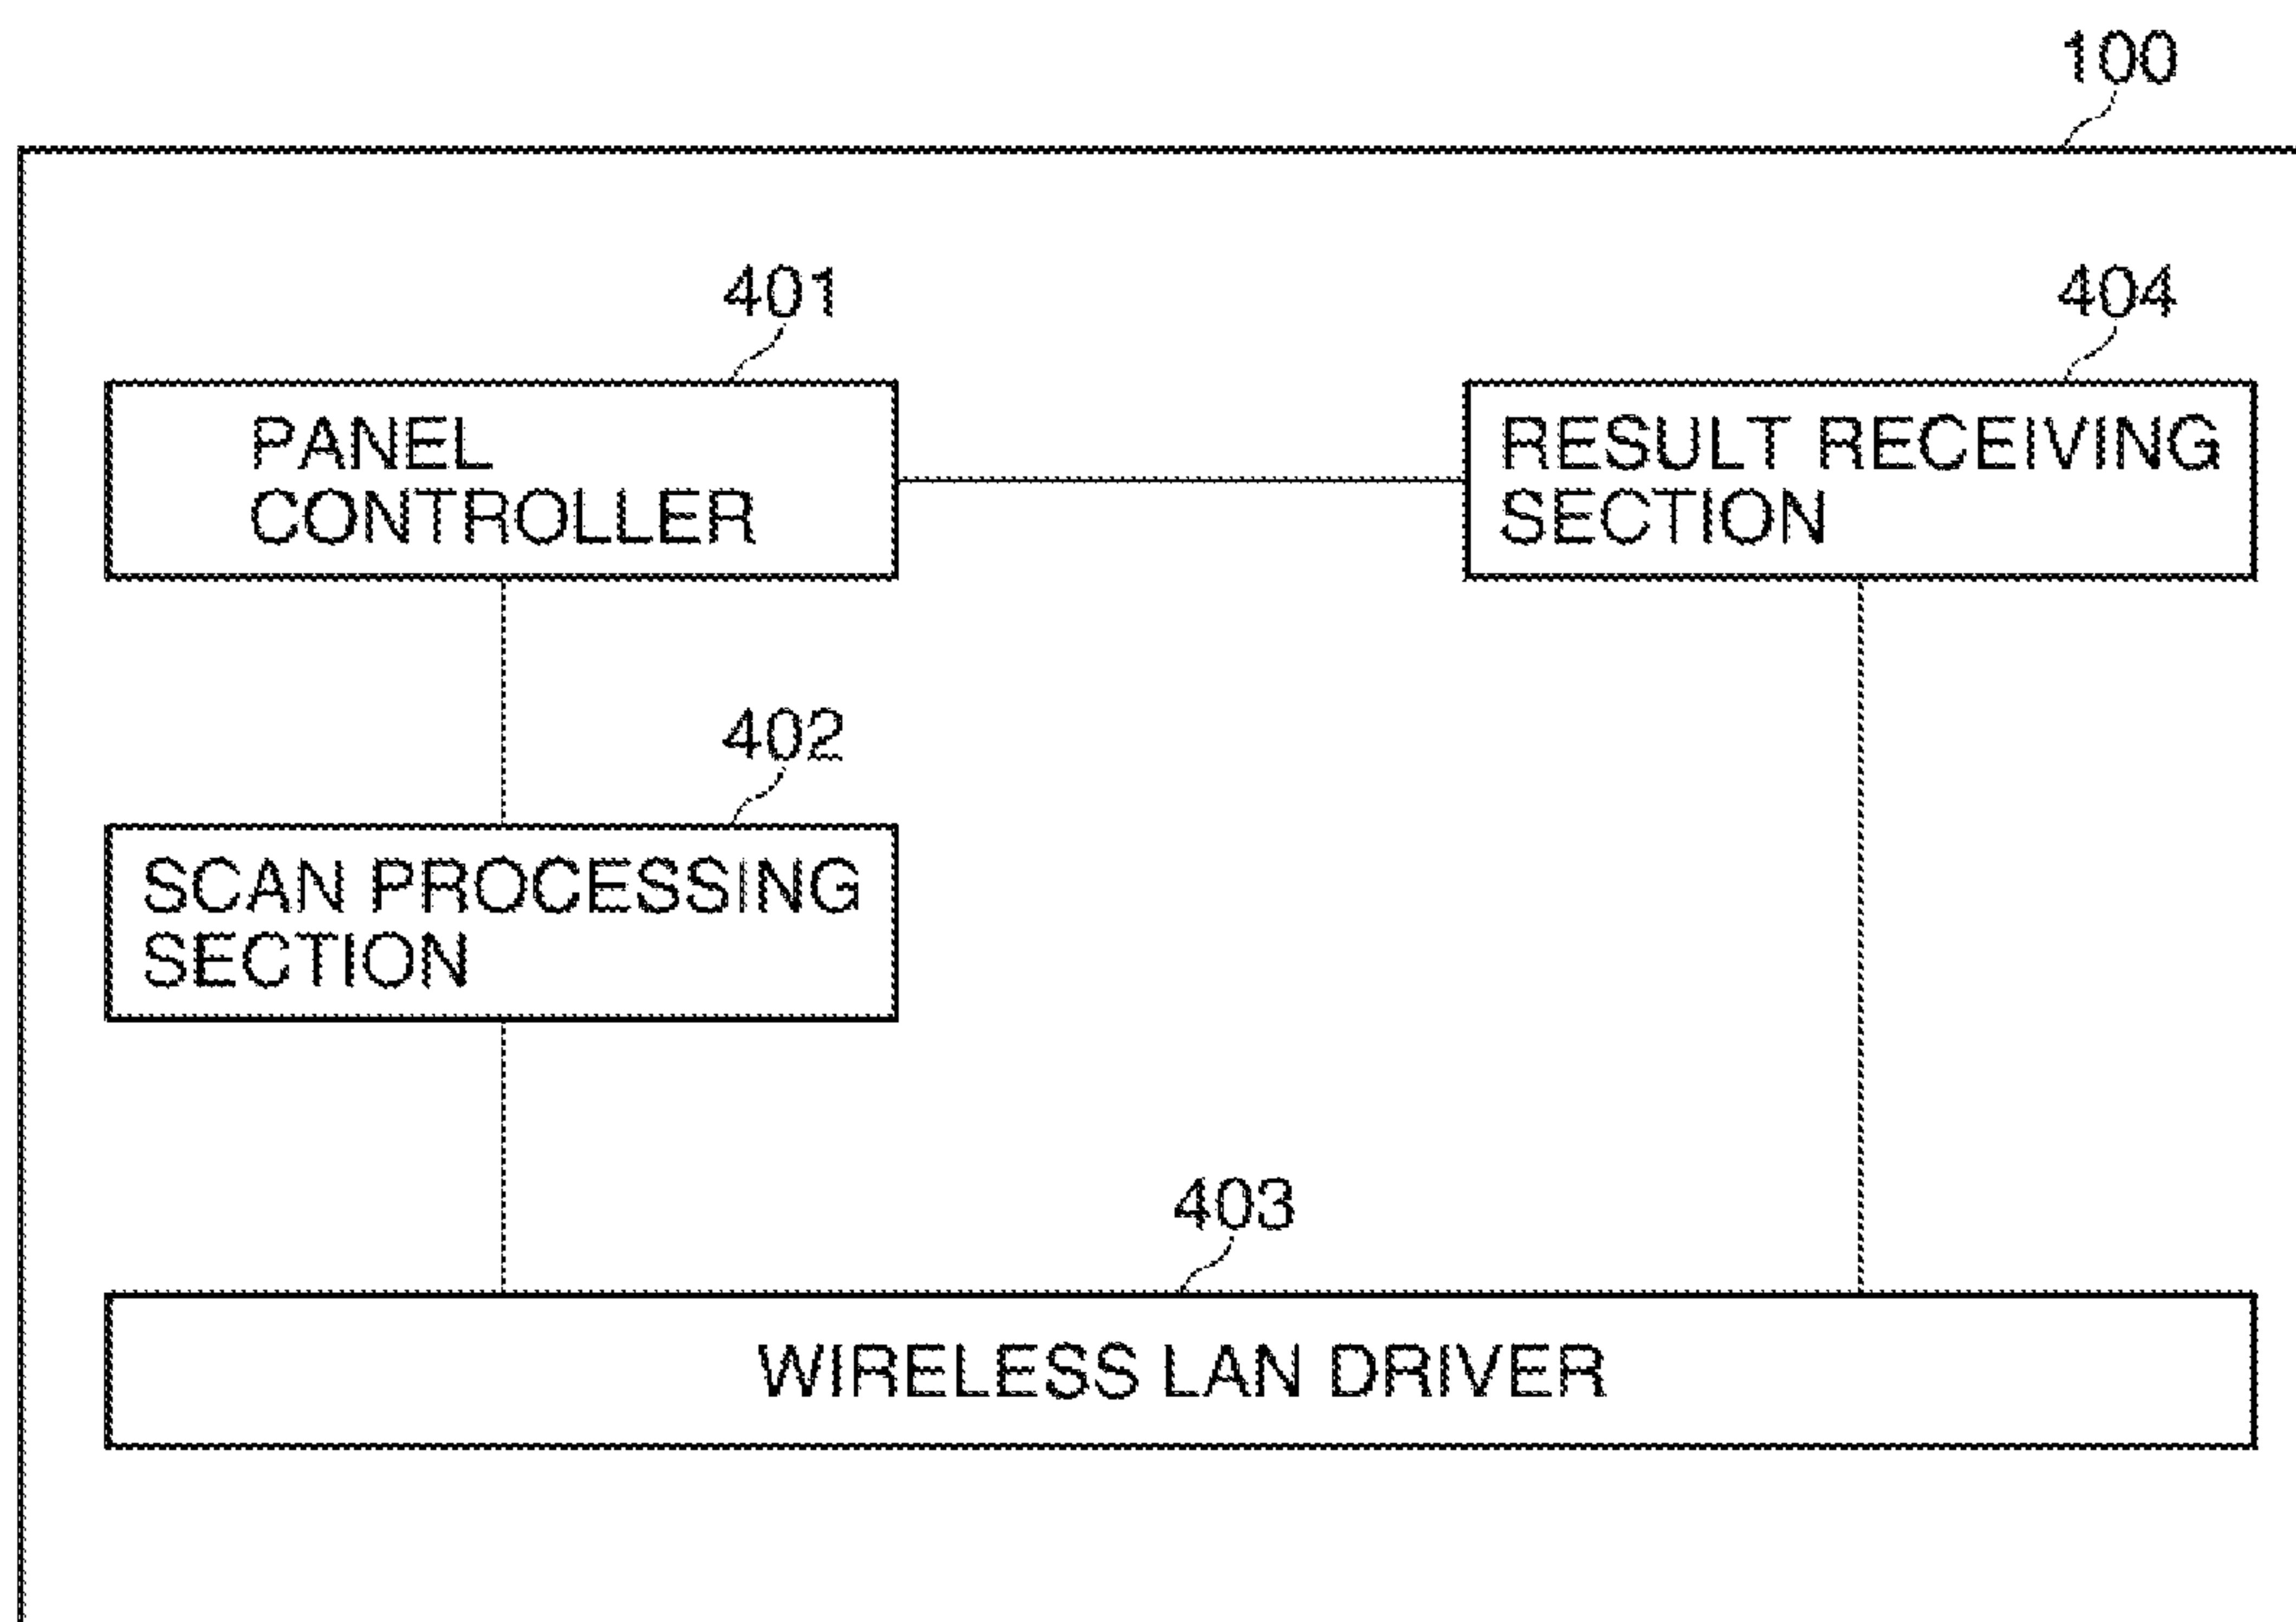 100
401
PANEL
CONTROLLER
404
RESULT RECEIVING
SECTION
402
SCAN PROCESSING
SECTION
403
WIRELESS LAN DRIVER